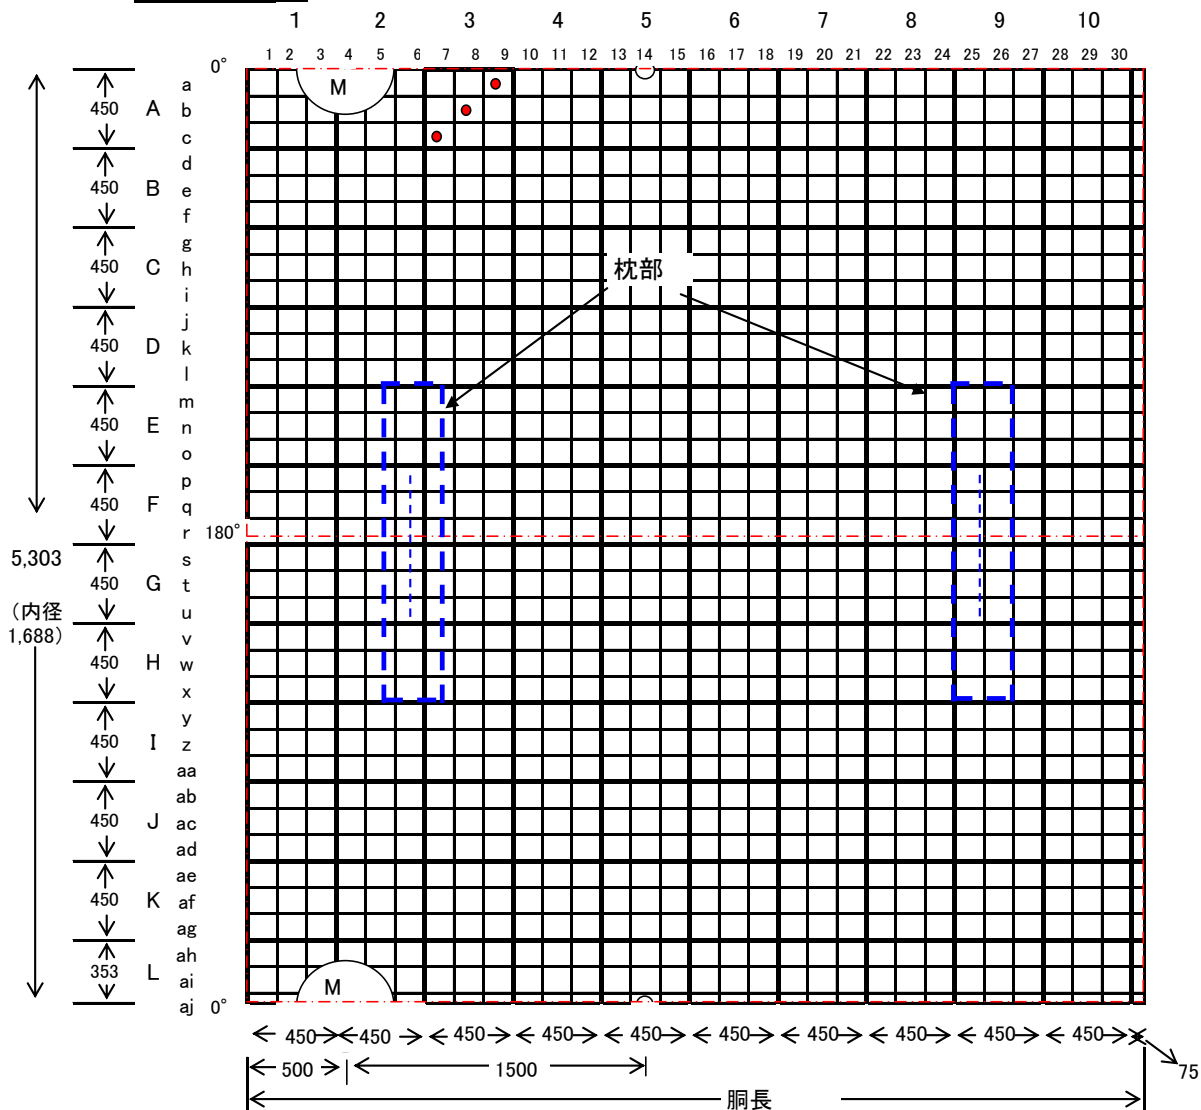 1 2 3 4 5 6 7 8 9 10
1 2 3 4 5 6 7 8 9 10 11 12 13 14 15 16 17 18 19 20 21 22 23 24 25 26 27 28 29 30
0°
M
450 A
a
b
c
450 B
d
e
f
450 C
g
h
i
枕部
450 D
j
k
l
450 E
m
n
o
450 F
p
q
r
180°
5,303
(内径
1,688)
450 G
s
t
u
450 H
v
w
x
450 I
y
z
aa
450 J
ab
ac
ad
450 K
ae
af
ag
353 L
ah
ai
aj
M
0°
450 450 450 450 450 450 450 450 450 450
75
500 1500
胴長